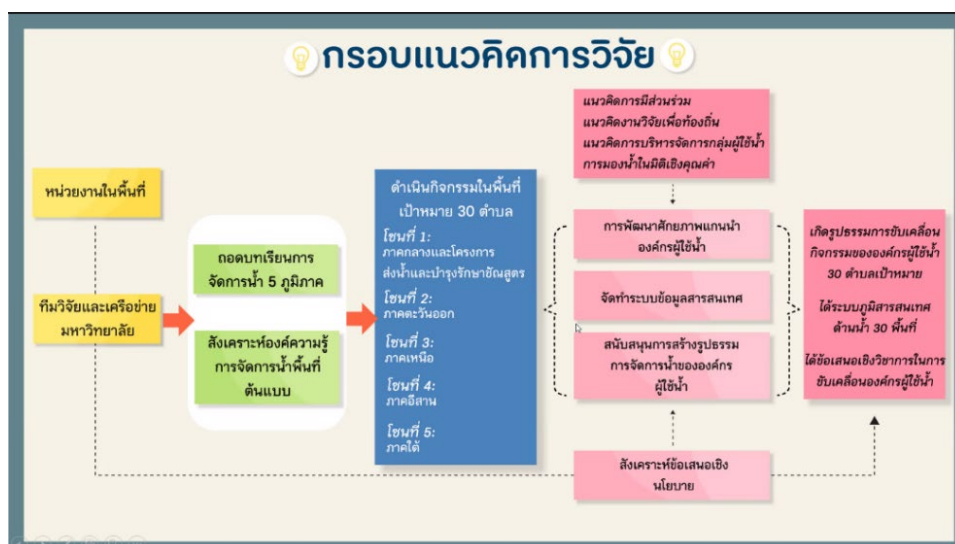 กรอบแนวคิดการวิจัย
หน่วยงานในพื้นที่
ทีมวิจัยและเครือข่าย
มหาวิทยาลัย
ถอดบทเรียนการ
จัดการน้ำ 5 ภูมิภาค
สังเคราะห์องค์ความรู้
การจัดการน้ำพื้นที่
ต้นแบบ
ดำเนินกิจกรรมในพื้นที่
เป้าหมาย 30 ตำบล
โซนที่ 1:
ภาคกลางและโครงการ
ส่งน้ำและบำรุงรักษาชัณสูตร
โซนที่ 2:
ภาคตะวันออก
โซนที่ 3:
ภาคเหนือ
โซนที่ 4:
ภาคอีสาน
โซนที่ 5:
ภาคใต้
แนวคิดการมีส่วนร่วม
แนวคิดงานวิจัยเพื่อท้องถิ่น
แนวคิดการบริหารจัดการกลุ่มผู้ใช้น้ำ
การมองน้ำในมิติเชิงคุณค่า
การพัฒนาศักยภาพแกนนำ
องค์กรผู้ใช้น้ำ
จัดทำระบบข้อมูลสารสนเทศ
สนับสนุนการสร้างรูปธรรม
การจัดการน้ำขององค์กร
ผู้ใช้น้ำ
สังเคราะห์ข้อเสนอเชิง
นโยบาย
เกิดรูปธรรมการขับเคลื่อน
กิจกรรมขององค์กรผู้ใช้น้ำ
30 ตำบลเป้าหมาย
ได้ระบบภูมิสารสนเทศ
ด้านน้ำ 30 พื้นที่
ได้ข้อเสนอเชิงวิชาการในการ
ขับเคลื่อนองค์กรผู้ใช้น้ำ